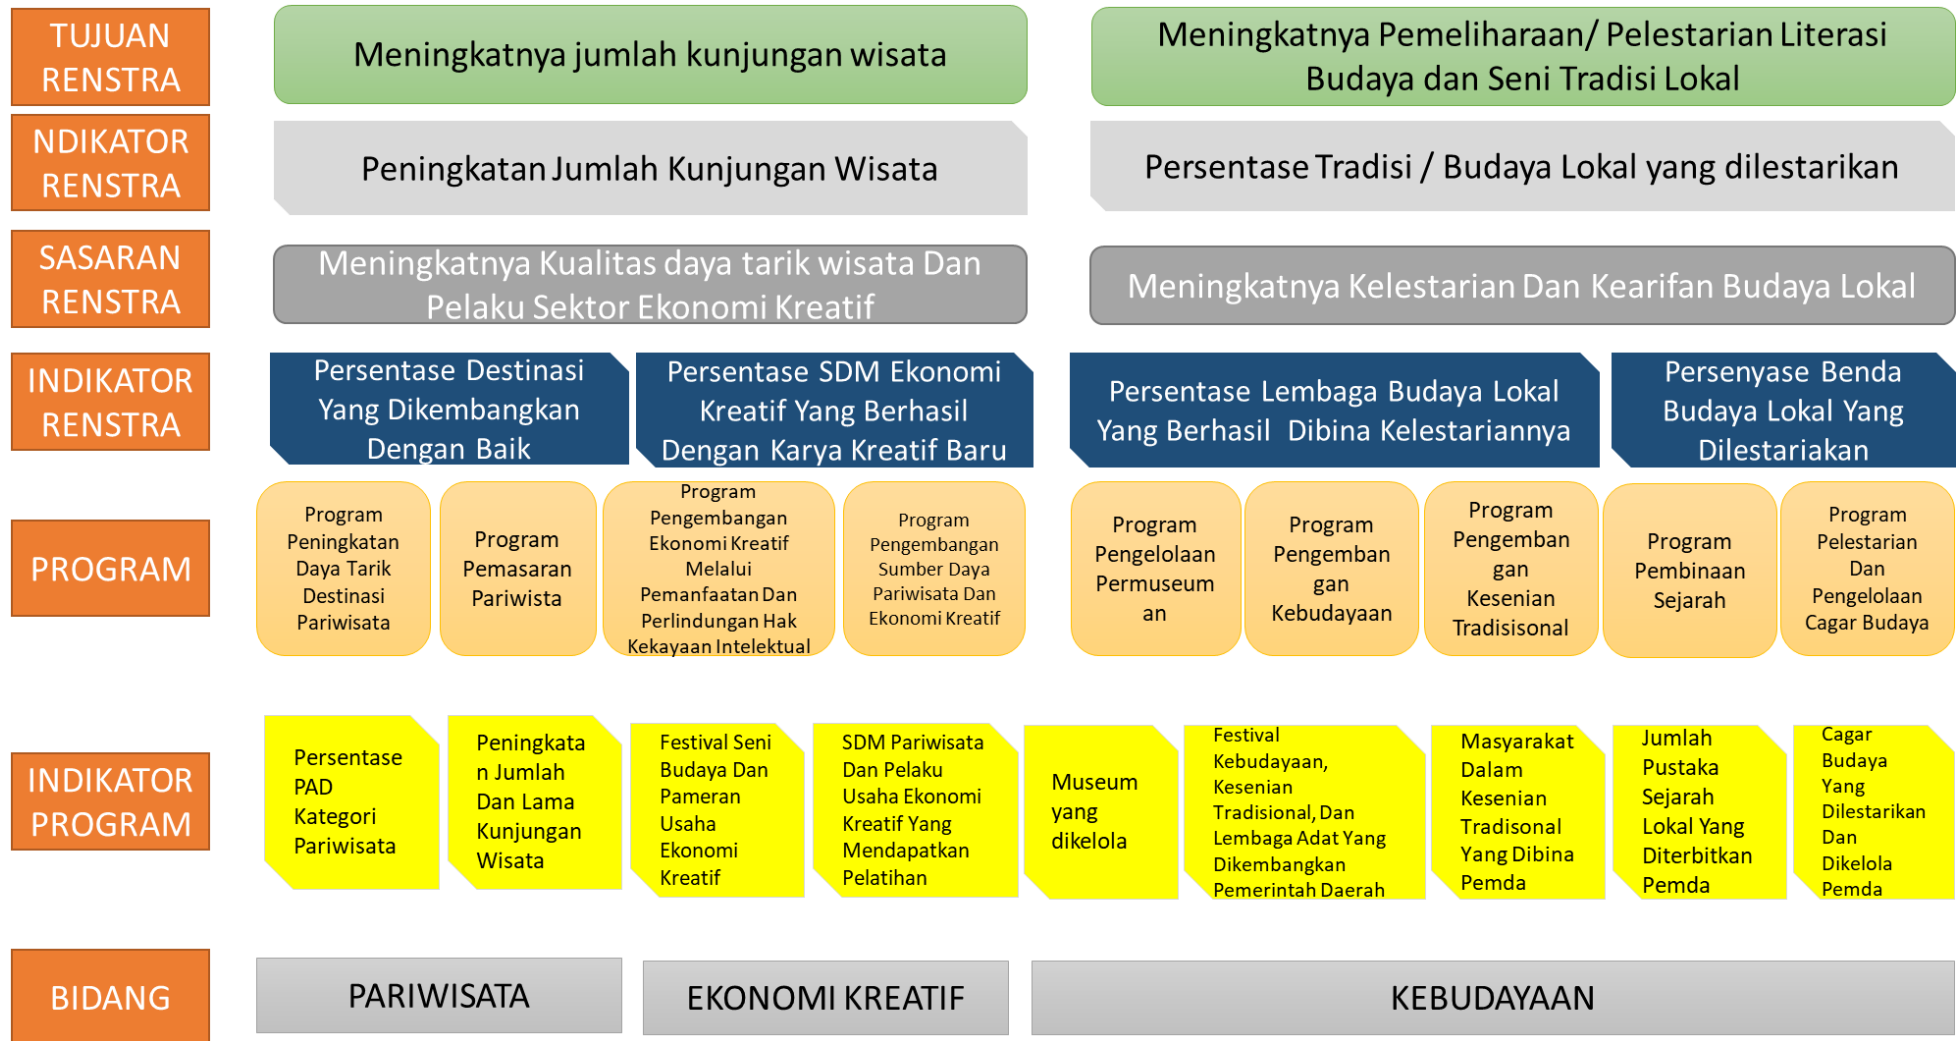 TUJUAN
RENSTRA
Meningkatnya jumlah kunjungan wisata
Meningkatnya Pemeliharaan/ Pelestarian Literasi
Budaya dan Seni Tradisi Lokal
NDIKATOR
RENSTRA
Peningkatan Jumlah Kunjungan Wisata
Persentase Tradisi / Budaya Lokal yang dilestarikan
SASARAN
RENSTRA
Meningkatnya Kualitas daya tarik wisata Dan
Pelaku Sektor Ekonomi Kreatif
Meningkatnya Kelestarian Dan Kearifan Budaya Lokal
INDIKATOR
RENSTRA
Persentase Destinasi
Yang Dikembangkan
Dengan Baik
Persentase SDM Ekonomi
Kreatif Yang Berhasil
Dengan Karya Kreatif Baru
Persentase Lembaga Budaya Lokal
Yang Berhasil Dibina Kelestariannya
Persenyase Benda
Budaya Lokal Yang
Dilestariakan
PROGRAM
Program
Peningkatan
Daya Tarik
Destinasi
Pariwisata
Program
Pemasaran
Pariwista
Program
Pengembangan
Ekonomi Kreatif
Melalui
Pemanfaatan Dan
Perlindungan Hak
Kekayaan Intelektual
Program
Pengembangan
Sumber Daya
Pariwisata Dan
Ekonomi Kreatif
Program
Pengelolaan
Permuseum
an
Program
Pengemban
gan
Kebudayaan
Program
Pengemban
gan
Kesenian
Tradisisonal
Program
Pembinaan
Sejarah
Program
Pelestarian
Dan
Pengelolaan
Cagar Budaya
INDIKATOR
PROGRAM
Persentase
PAD
Kategori
Pariwisata
Peningkata
n Jumlah
Dan Lama
Kunjungan
Wisata
Festival Seni
Budaya Dan
Pameran
Usaha
Ekonomi
Kreatif
SDM Pariwisata
Dan Pelaku
Usaha Ekonomi
Kreatif Yang
Mendapatkan
Pelatihan
Museum
yang
dikelola
Festival
Kebudayaan,
Kesenian
Tradisional, Dan
Lembaga Adat Yang
Dikembangkan
Pemerintah Daerah
Masyarakat
Dalam
Kesenian
Tradisonal
Yang Dibina
Pemda
Jumlah
Pustaka
Sejarah
Lokal Yang
Diterbitkan
Pemda
Cagar
Budaya
Yang
Dilestarikan
Dan
Dikelola
Pemda
BIDANG
PARIWISATA
EKONOMI KREATIF
KEBUDAYAAN